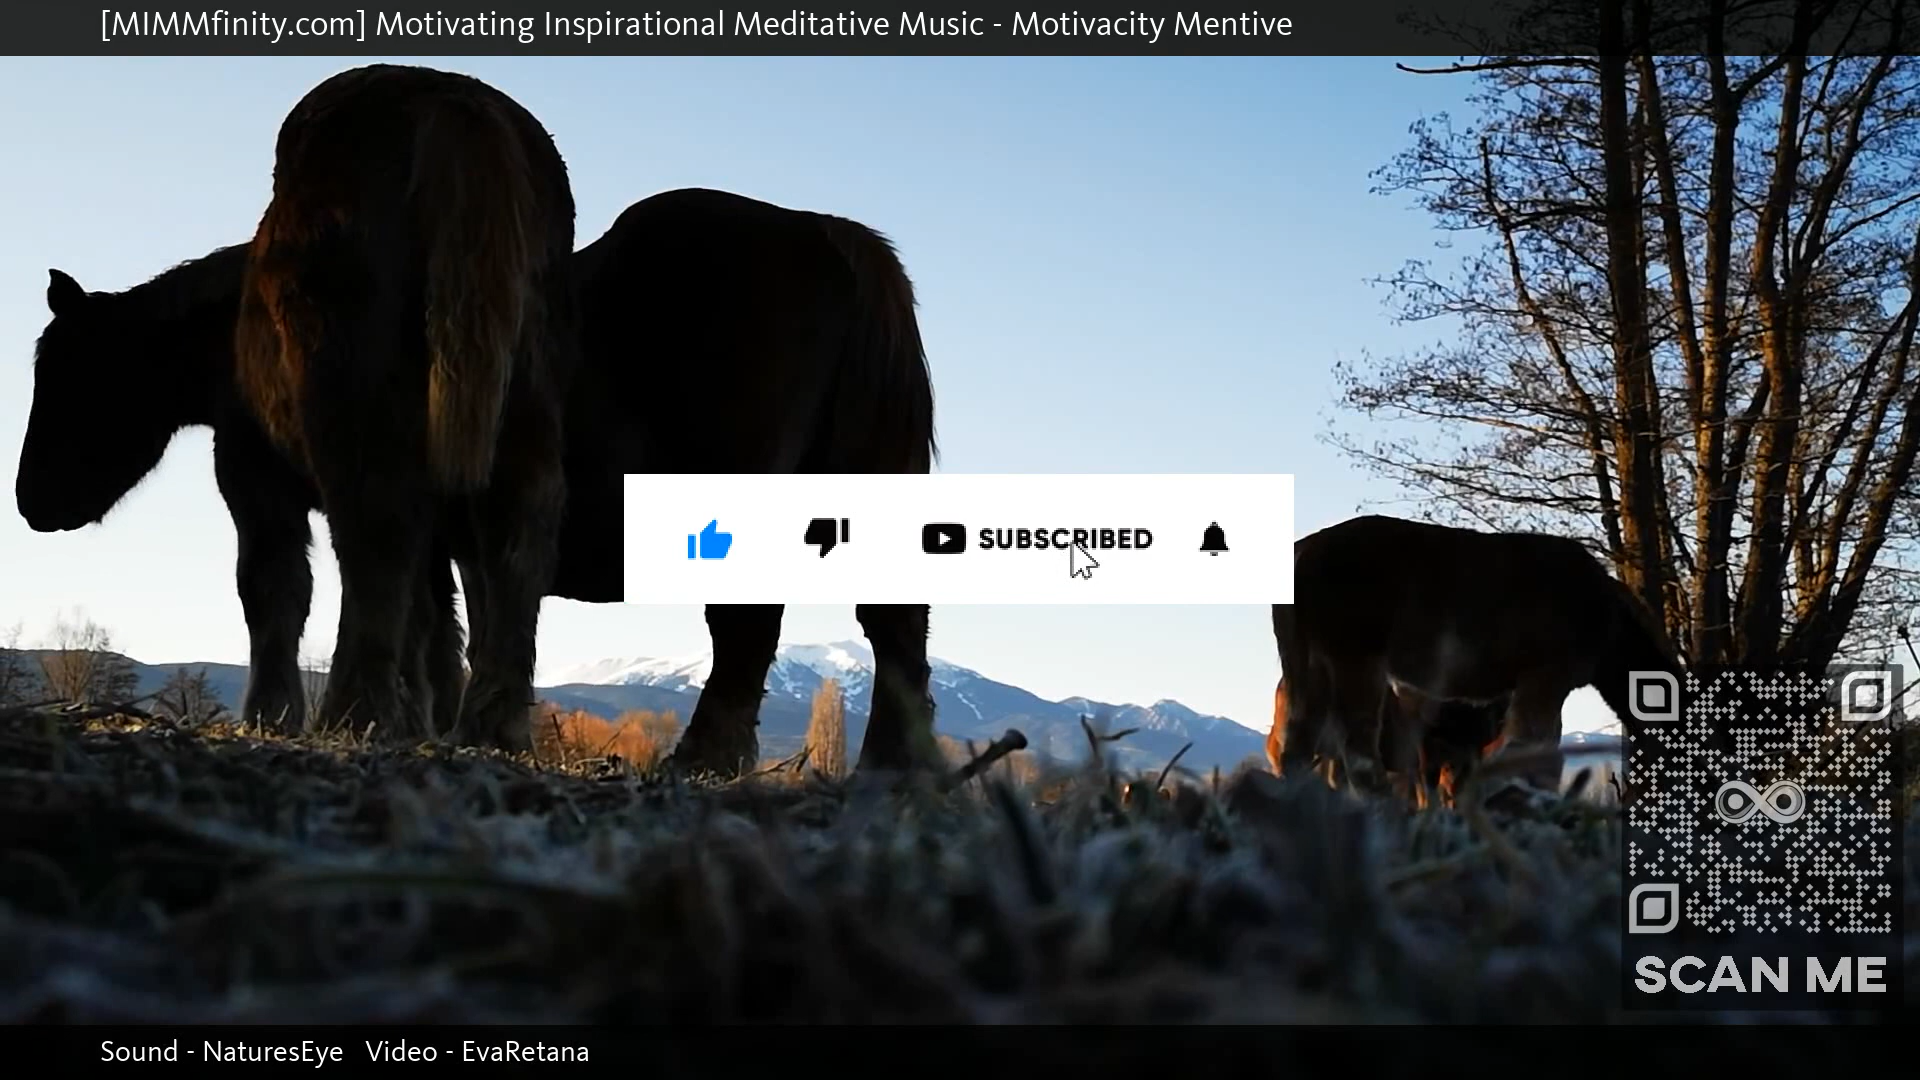 [MIMMfinity.com] Motivating Inspirational Meditative Music - Motivacity Mentive
SUBSCRIBED
SCAN ME
Sound - NaturesEye Video - EvaRetana